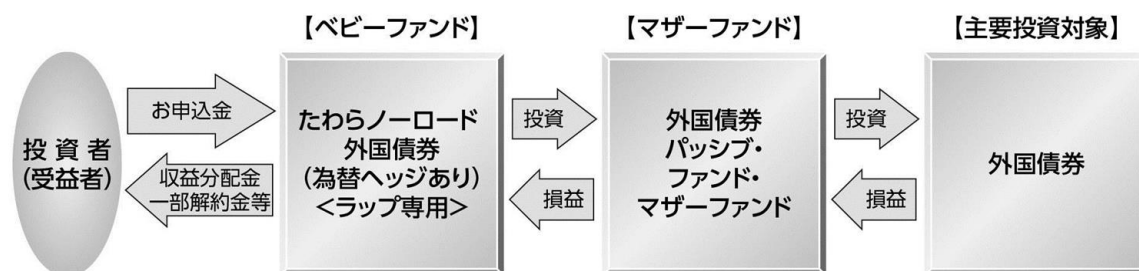 【ベビーファンド】
【マザーファンド】
【主要投資対象】
投資者
(受益者)
お申込金
収益分配金
一部解約金等
たわらノーロード
外国債券
(為替ヘッジあり)
<ラップ専用>
投資
損益
外国債券
パッシブ・
ファンド・
マザーファンド
投資
損益
外国債券